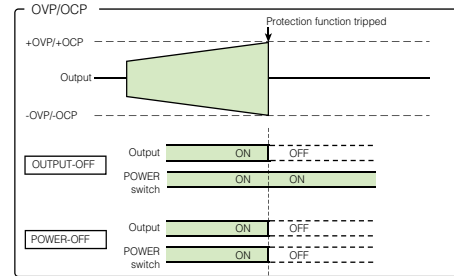 OVP/OCP
Protection function tripped
+OVP/+OCP
Output
-OVP/-OCP
OUTPUT-OFF
Output ON OFF
POWER switch ON ON
POWER-OFF
Output ON OFF
POWER switch ON OFF